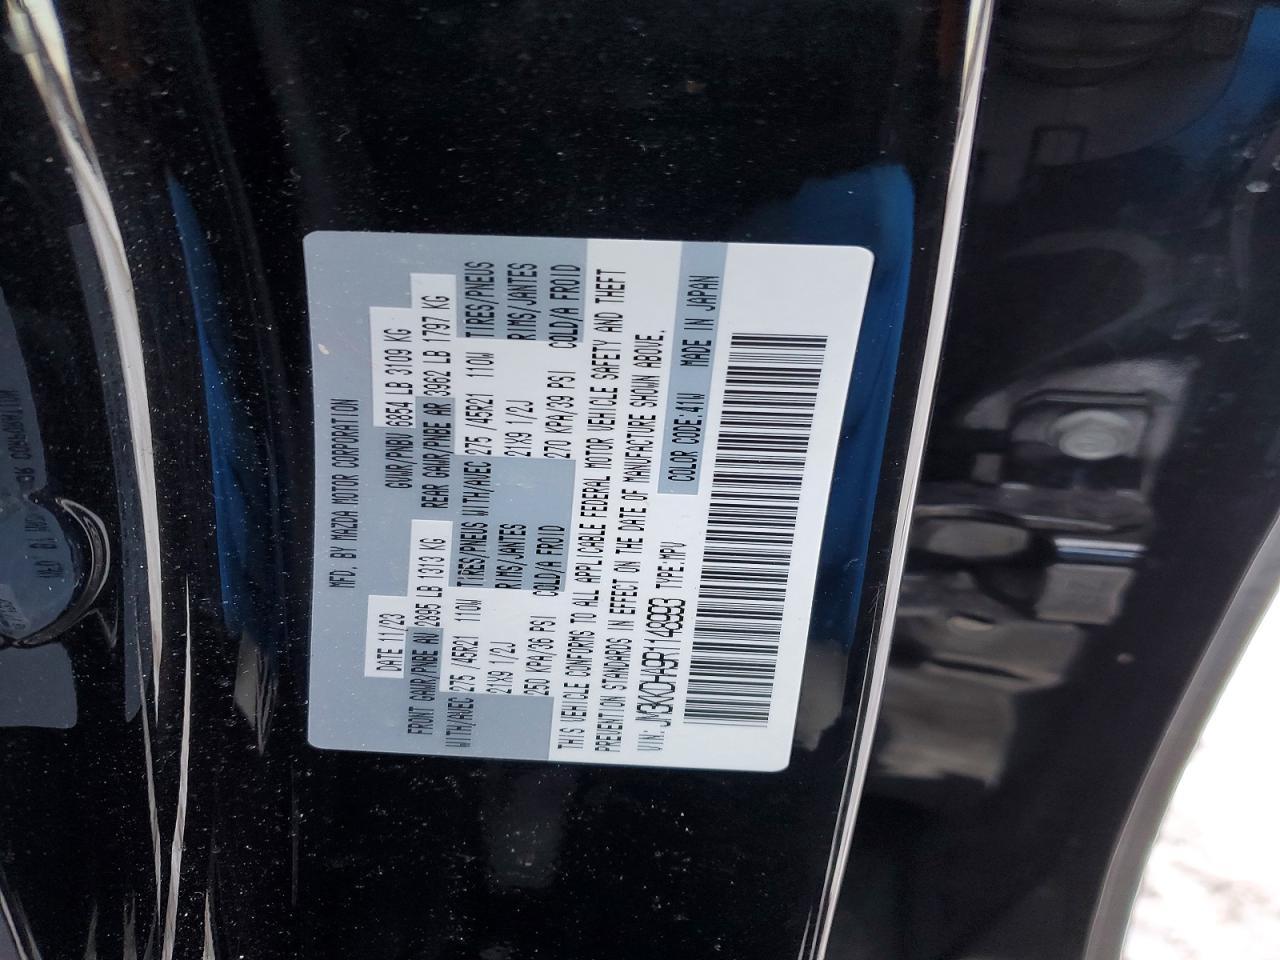 MFD. BY MAZDA MOTOR CORPORATION
DATE 11/23 GVWR/PNBV 6854 LB 3109 KG
FRONT GAWR/PNBE AV 2895 LB 1313 KG REAR GAWR/PNBE AR 3962 LB 1797 KG
WITH/AVEC 275 /45R21 110W TIRES/PNEUS WITH/AVEC 275 /45R21 110W TIRES/PNEUS
21X9 1/2J RIMS/JANTES 21X9 1/2J RIMS/JANTES
250 KPA/36 PSI COLD/A FROID 270 KPA/39 PSI COLD/A FROID
THIS VEHICLE CONFORMS TO ALL APPLICABLE FEDERAL MOTOR VEHICLE SAFETY AND THEFT
PREVENTION STANDARDS IN EFFECT ON THE DATE OF MANUFACTURE SHOWN ABOVE.
VIN: JM3KKDHA9R1148993 TYPE:MPV
COLOR CODE:41W MADE IN JAPAN